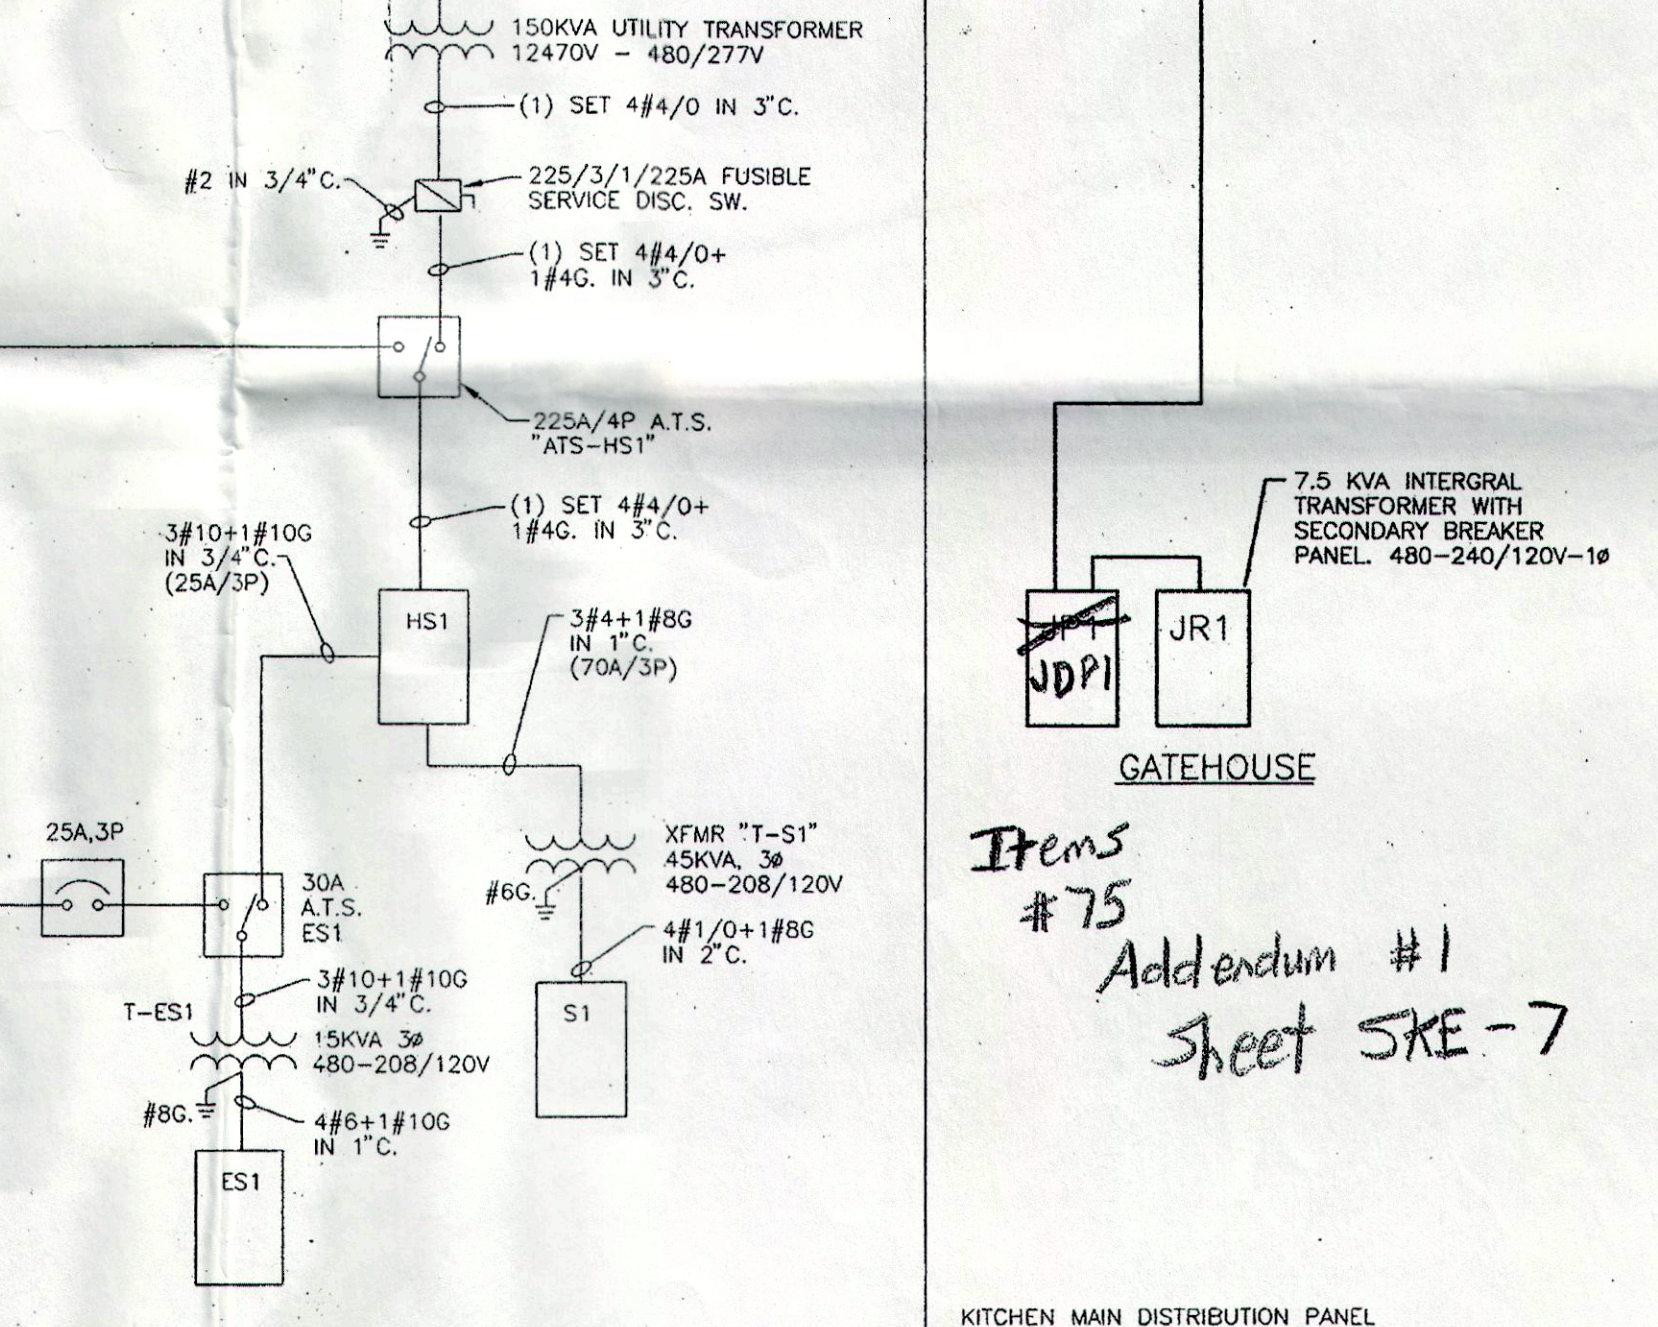 150KVA UTILITY TRANSFORMER
12470V - 480/277V
(1) SET 4#4/0 IN 3"C.
#2 IN 3/4"C.
225/3/1/225A FUSIBLE
SERVICE DISC. SW.
(1) SET 4#4/0+
1#4G. IN 3"C.
225A/4P A.T.S.
"ATS-HS1"
(1) SET 4#4/0+
1#4G. IN 3"C.
3#10+1#10G
IN 3/4"C.
(25A/3P)
HS1
3#4+1#8G
IN 1"C.
(70A/3P)
25A,3P
30A
A.T.S.
ES1
XFMR "T-S1"
45KVA, 3ø
480-208/120V
#6G.
4#1/0+1#8G
IN 2"C.
S1
3#10+1#10G
IN 3/4"C.
T-ES1
15KVA 3ø
480-208/120V
#8G.
4#6+1#10G
IN 1"C.
ES1
7.5 KVA INTERGRAL
TRANSFORMER WITH
SECONDARY BREAKER
PANEL. 480-240/120V-1ø
JP1
JDP1
JR1
GATEHOUSE
Items
#75
Addendum #1
Sheet SKE-7
KITCHEN MAIN DISTRIBUTION PANEL